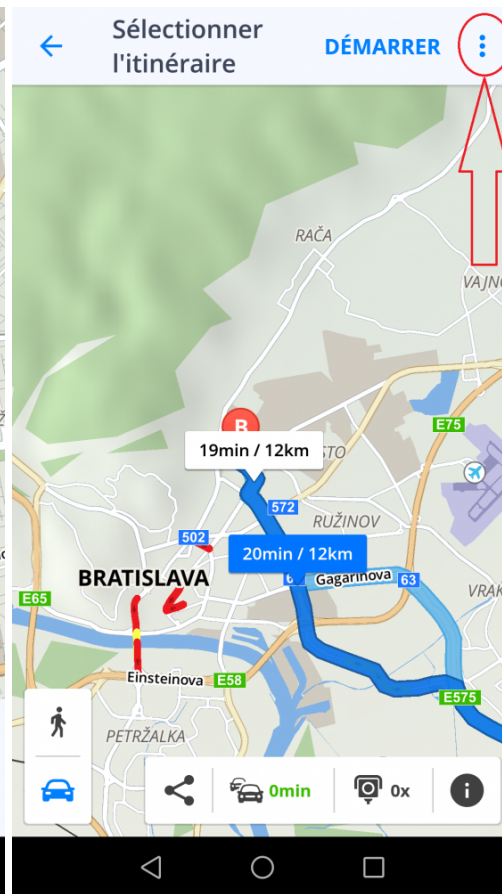 Sélectionner
l'itinéraire
DÉMARRER
RAČA
VAJNO
E75
B
19min / 12km
STO
572
RUŽINOV
502
20min / 12km
BRATISLAVA
Gagarinova
63
E65
VRAK
Einsteinova
E58
E575
PETRŽALKA
0min
0x
i